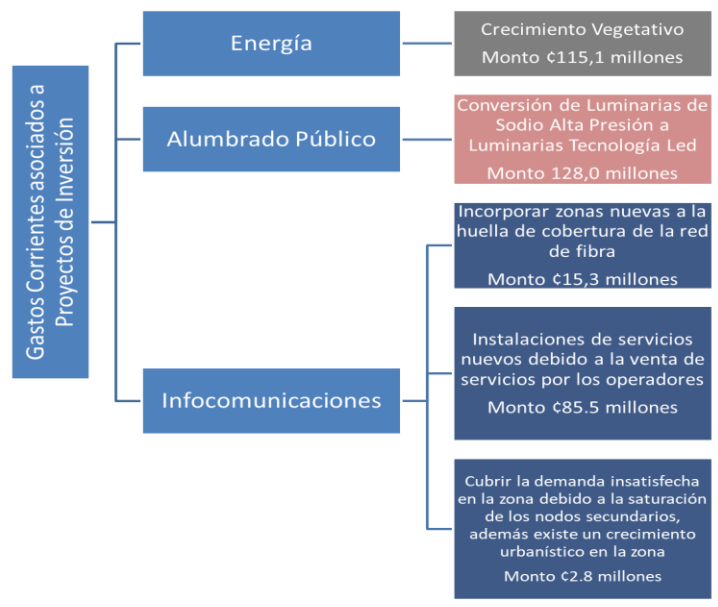 Gastos Corrientes asociados a
Proyectos de Inversión
Energía
Crecimiento Vegetativo
Monto ¢115,1 millones
Alumbrado Público
Conversión de Luminarias de
Sodio Alta Presión a
Luminarias Tecnología Led
Monto 128,0 millones
Infocomunicaciones
Incorporar zonas nuevas a la
huella de cobertura de la red
de fibra
Monto ¢15,3 millones
Instalaciones de servicios
nuevos debido a la venta de
servicios por los operadores
Monto ¢85.5 millones
Cubrir la demanda insatisfecha
en la zona debido a la saturación
de los nodos secundarios,
además existe un crecimiento
urbanístico en la zona
Monto ¢2.8 millones